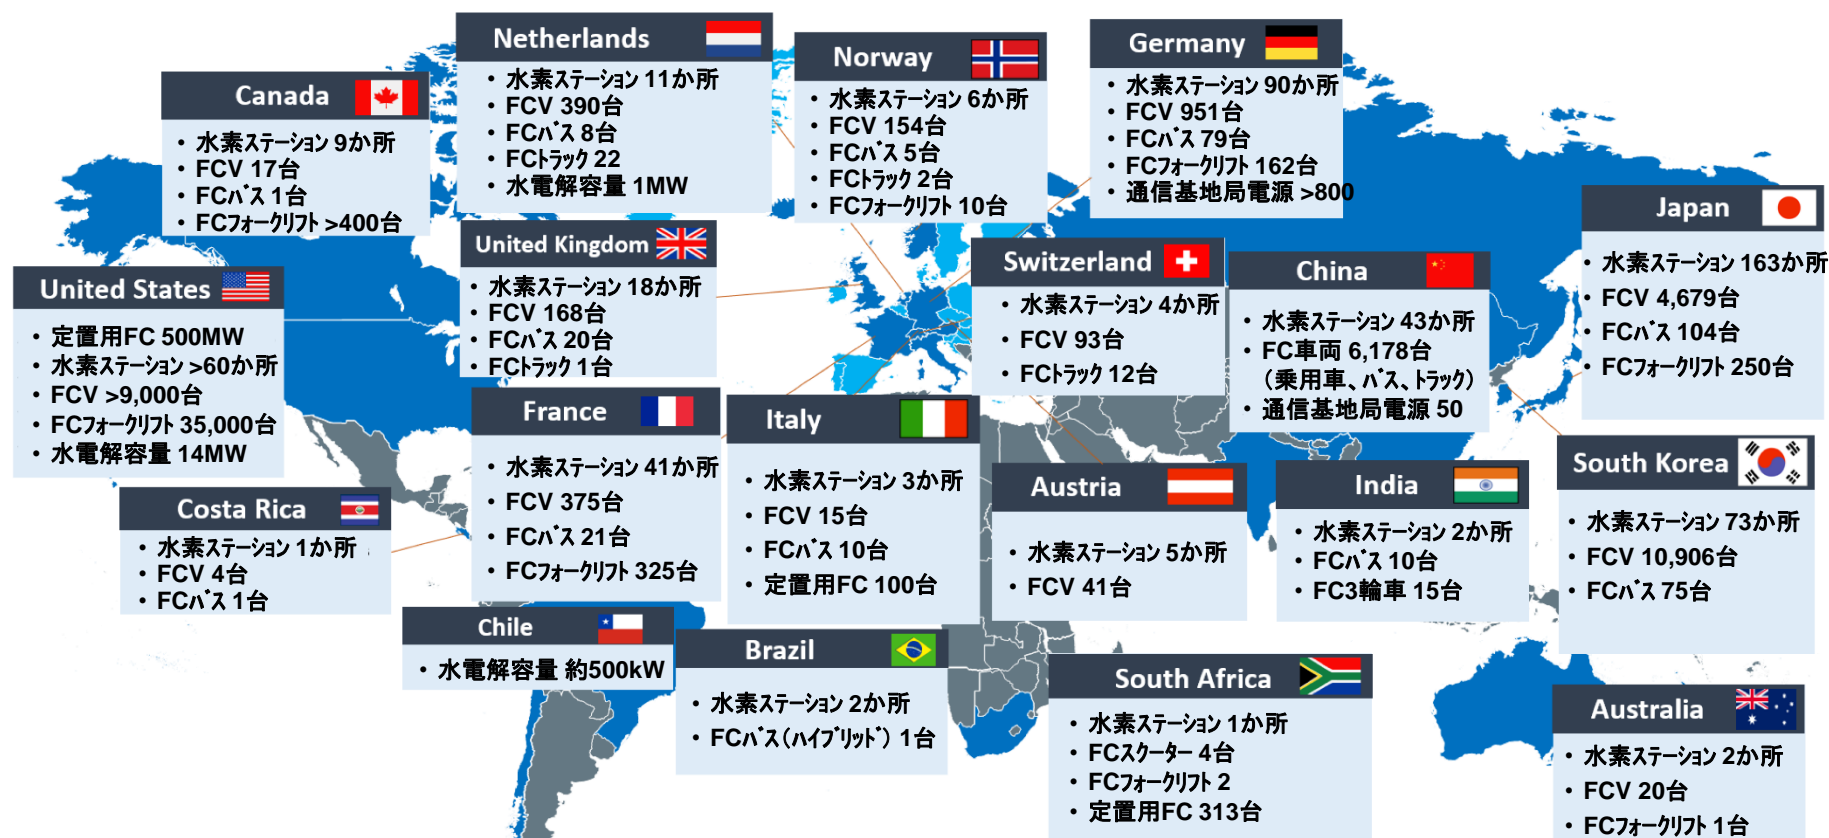 Canada
• 水素ステーション 9か所
• FCV 17台
• FCバス 1台
• FCフォークリフト >400台
Netherlands
• 水素ステーション 11か所
• FCV 390台
• FCバス 8台
• FCトラック 22
• 水電解容量 1MW
Norway
• 水素ステーション 6か所
• FCV 154台
• FCバス 5台
• FCトラック 2台
• FCフォークリフト 10台
Germany
• 水素ステーション 90か所
• FCV 951台
• FCバス 79台
• FCフォークリフト 162台
• 通信基地局電源 >800
Japan
• 水素ステーション 163か所
• FCV 4,679台
• FCバス 104台
• FCフォークリフト 250台
United States
• 定置用FC 500MW
• 水素ステーション >60か所
• FCV >9,000台
• FCフォークリフト 35,000台
• 水電解容量 14MW
United Kingdom
• 水素ステーション 18か所
• FCV 168台
• FCバス 20台
• FCトラック 1台
Switzerland
• 水素ステーション 4か所
• FCV 93台
• FCトラック 12台
China
• 水素ステーション 43か所
• FC車両 6,178台
（乗用車、バス、トラック）
• 通信基地局電源 50
France
• 水素ステーション 41か所
• FCV 375台
• FCバス 21台
• FCフォークリフト 325台
Italy
• 水素ステーション 3か所
• FCV 15台
• FCバス 10台
• 定置用FC 100台
Austria
• 水素ステーション 5か所
• FCV 41台
India
• 水素ステーション 2か所
• FCバス 10台
• FC3輪車 15台
South Korea
• 水素ステーション 73か所
• FCV 10,906台
• FCバス 75台
Costa Rica
• 水素ステーション 1か所
• FCV 4台
• FCバス 1台
Chile
• 水電解容量 約500kW
Brazil
• 水素ステーション 2か所
• FCバス（ハイブリッド） 1台
South Africa
• 水素ステーション 1か所
• FCスクーター 4台
• FCフォークリフト 2
• 定置用FC 313台
Australia
• 水素ステーション 2か所
• FCV 20台
• FCフォークリフト 1台